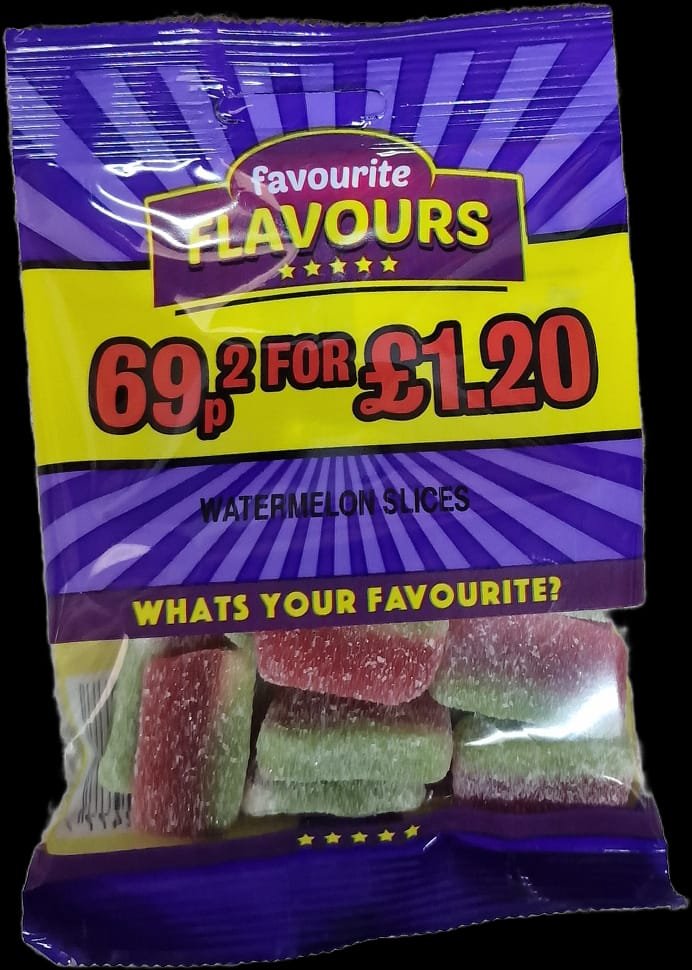 favourite
FLAVOURS
69p 2 FOR £1.20
WATERMELON SLICES
WHATS YOUR FAVOURITE?